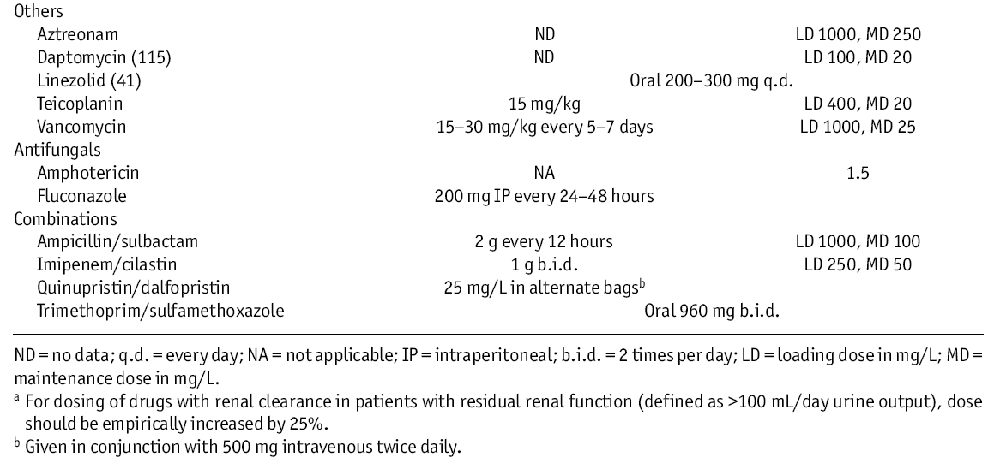 Others
Aztreonam ND LD 1000, MD 250
Daptomycin (115) ND LD 100, MD 20
Linezolid (41) Oral 200–300 mg q.d.
Teicoplanin 15 mg/kg LD 400, MD 20
Vancomycin 15–30 mg/kg every 5–7 days LD 1000, MD 25
Antifungals
Amphotericin NA 1.5
Fluconazole 200 mg IP every 24–48 hours
Combinations
Ampicillin/sulbactam 2 g every 12 hours LD 1000, MD 100
Imipenem/cilastin 1 g b.i.d. LD 250, MD 50
Quinupristin/dalfopristin 25 mg/L in alternate bagsᵇ
Trimethoprim/sulfamethoxazole Oral 960 mg b.i.d.
ND = no data; q.d. = every day; NA = not applicable; IP = intraperitoneal; b.i.d. = 2 times per day; LD = loading dose in mg/L; MD =
maintenance dose in mg/L.
ᵃ For dosing of drugs with renal clearance in patients with residual renal function (defined as >100 mL/day urine output), dose
should be empirically increased by 25%.
ᵇ Given in conjunction with 500 mg intravenous twice daily.